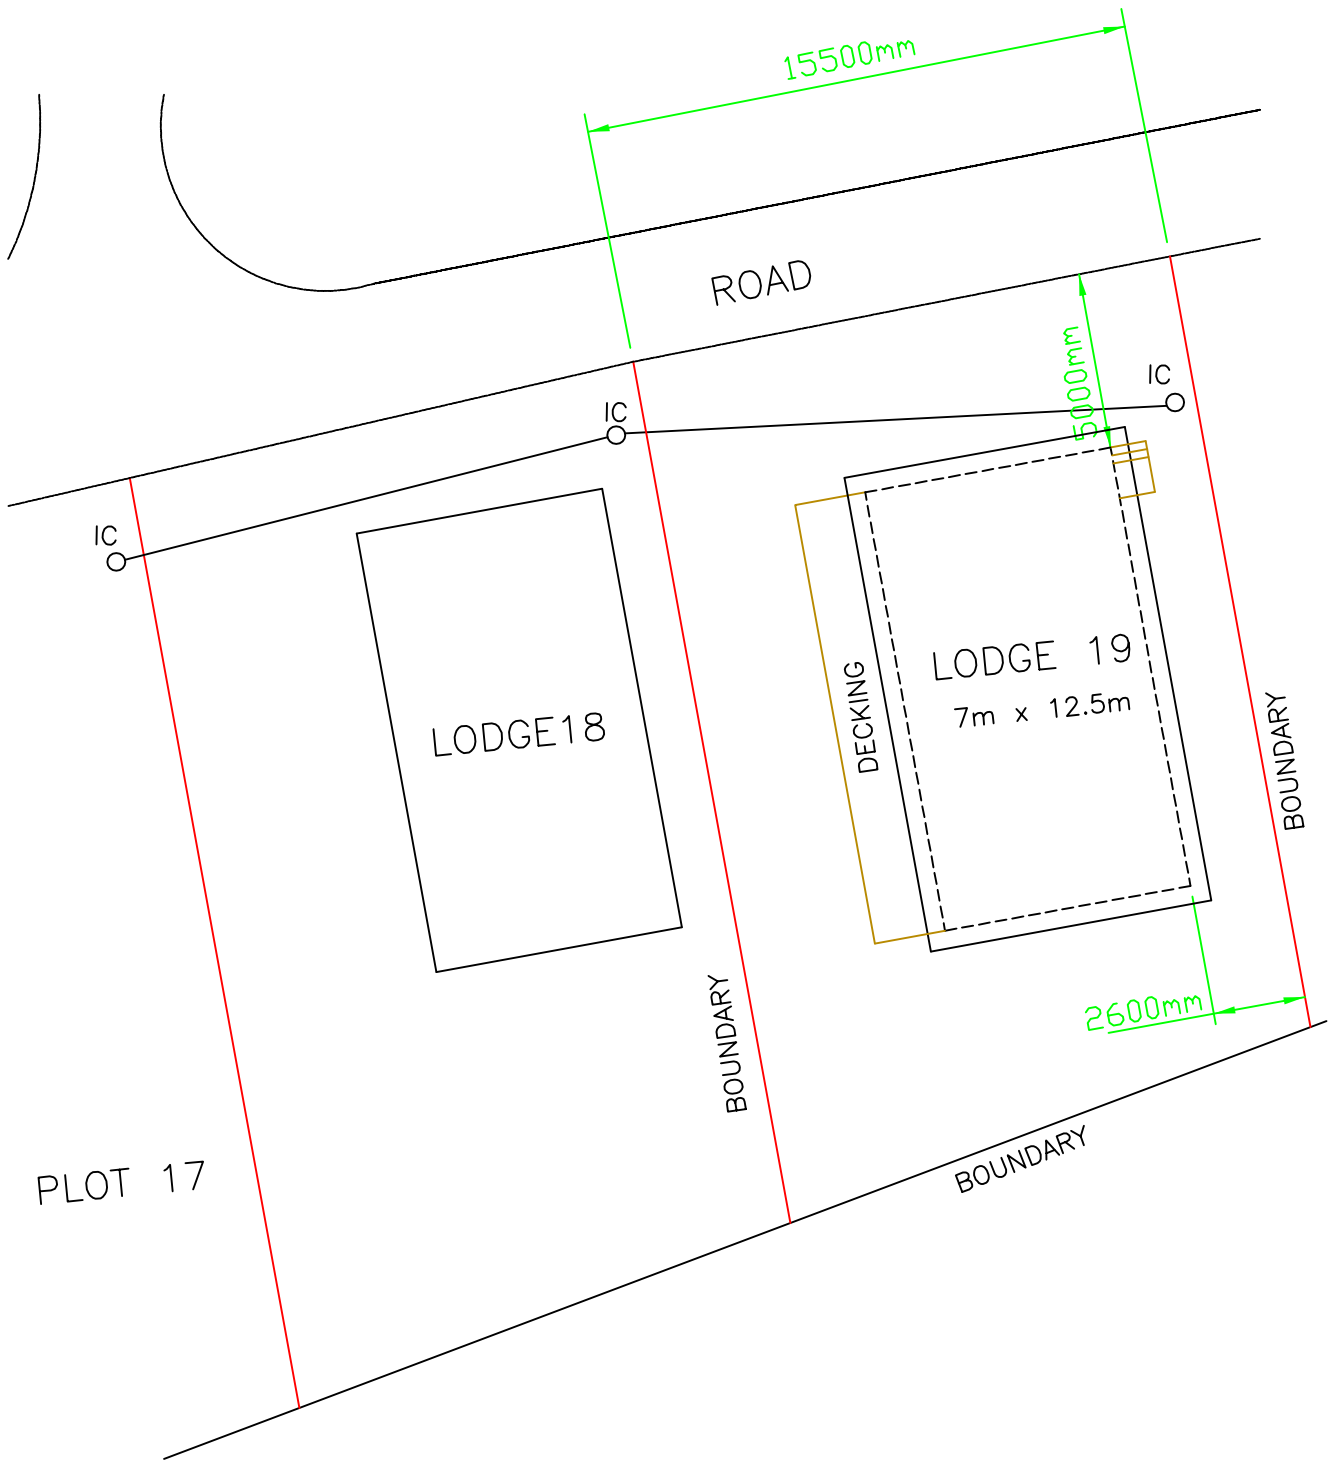 15500mm
ROAD
5000mm
IC
IC
IC
LODGE 19
7m x 12.5m
DECKING
LODGE18
BOUNDARY
BOUNDARY
2600mm
BOUNDARY
PLOT 17